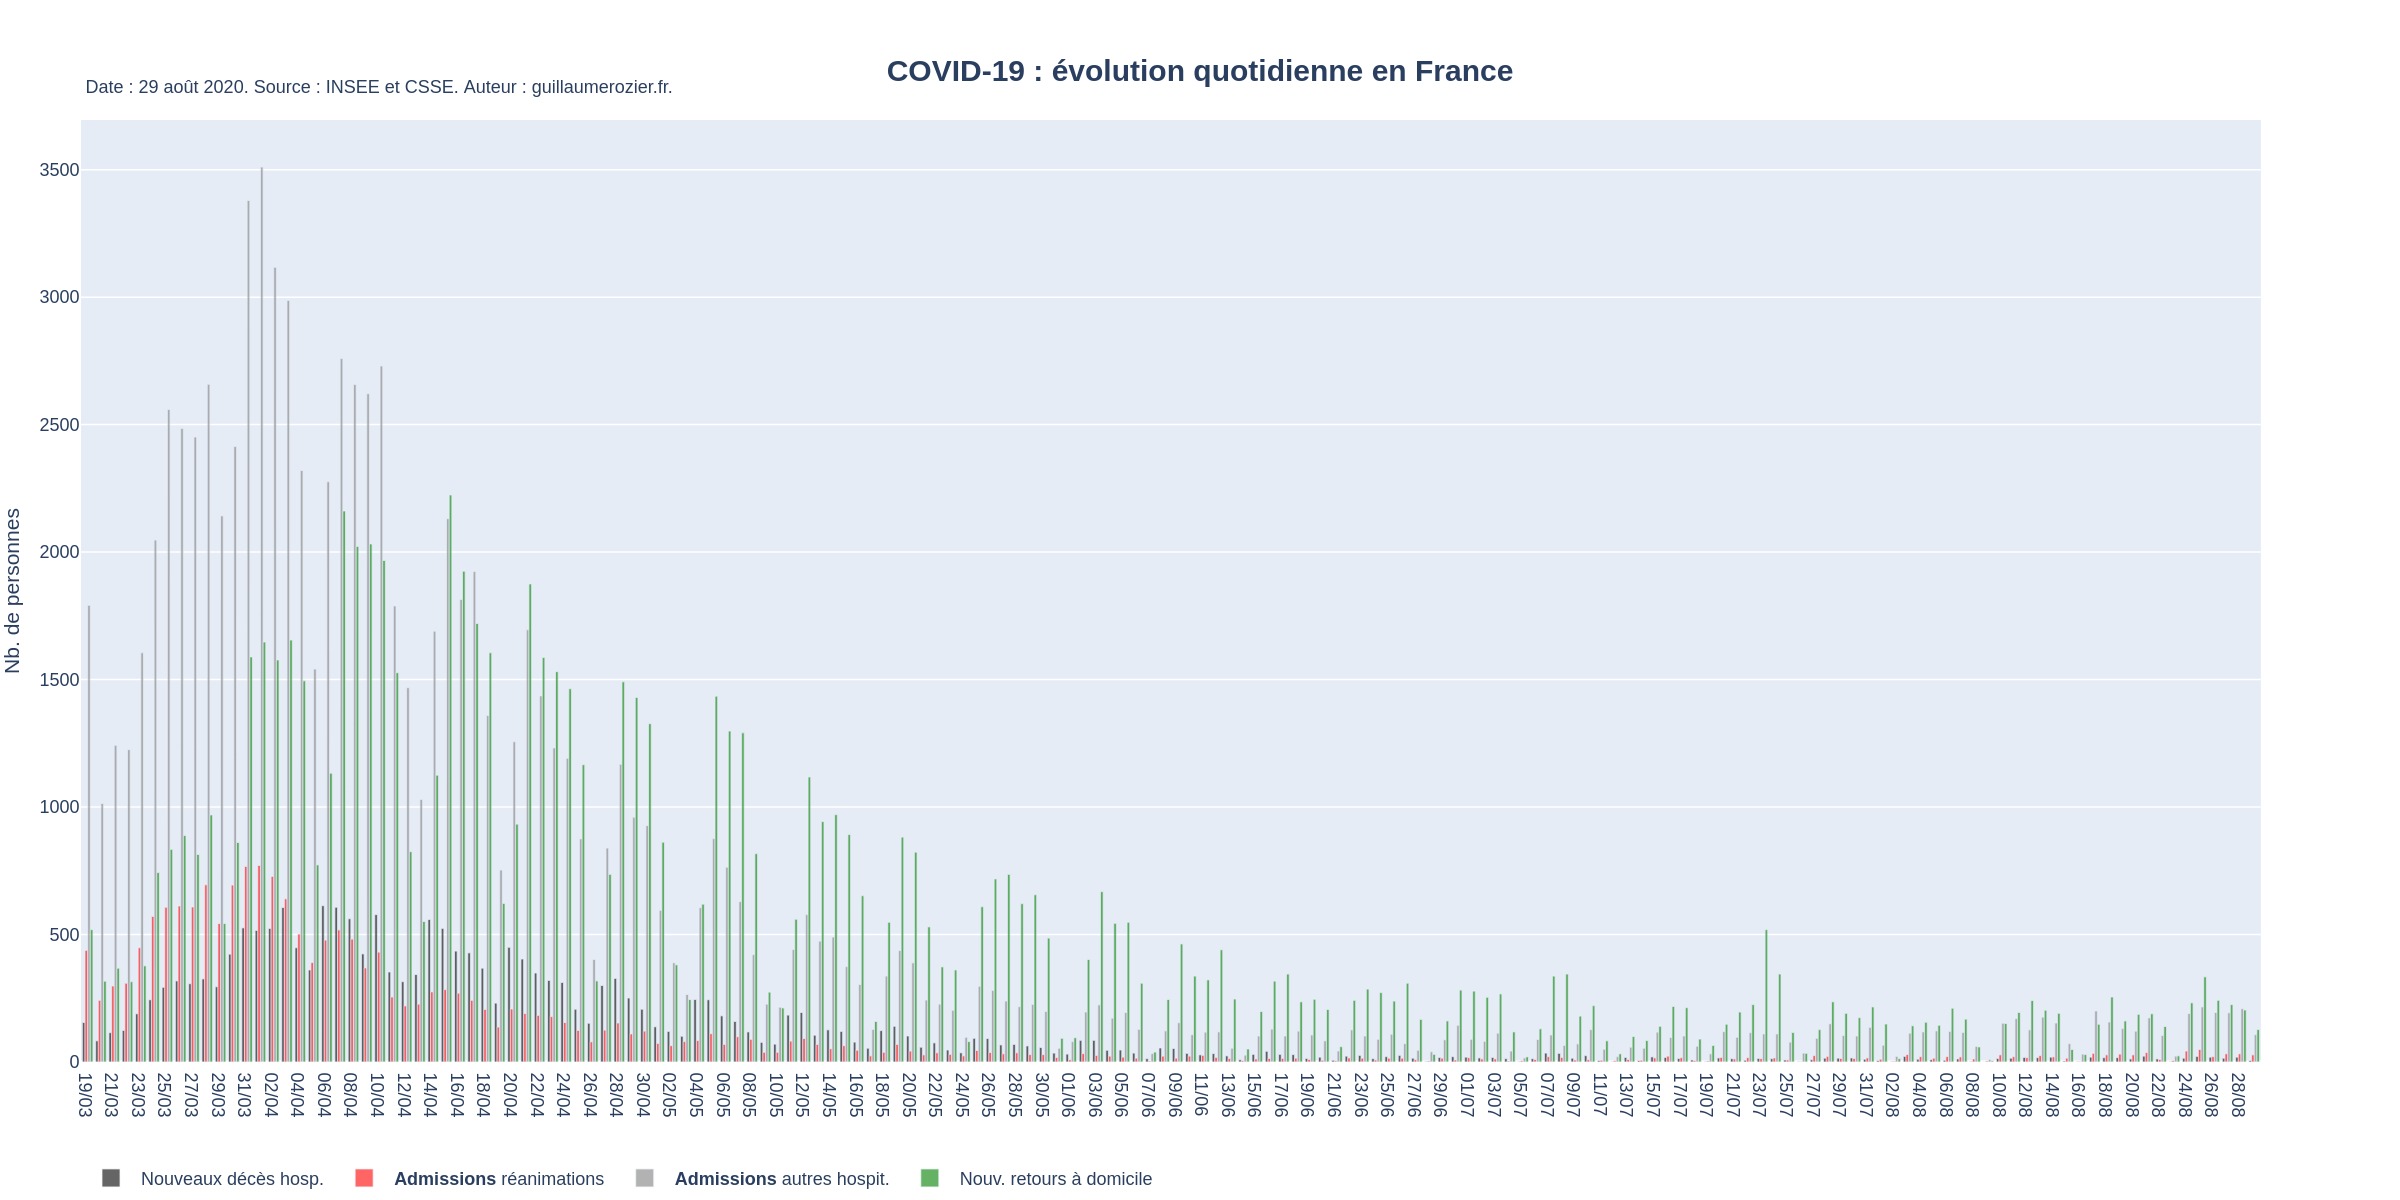 COVID-19 : évolution quotidienne en France
Date : 29 août 2020. Source : INSEE et CSSE. Auteur : guillaumerozier.fr.
Nb. de personnes
3500
3000
2500
2000
1500
1000
500
0
19/03 21/03 23/03 25/03 27/03 29/03 31/03 02/04 04/04 06/04 08/04 10/04 12/04 14/04 16/04 18/04 20/04 22/04 24/04 26/04 28/04 30/04 02/05 04/05 06/05 08/05 10/05 12/05 14/05 16/05 18/05 20/05 22/05 24/05 26/05 28/05 30/05 01/06 03/06 05/06 07/06 09/06 11/06 13/06 15/06 17/06 19/06 21/06 23/06 25/06 27/06 29/06 01/07 03/07 05/07 07/07 09/07 11/07 13/07 15/07 17/07 19/07 21/07 23/07 25/07 27/07 29/07 31/07 02/08 04/08 06/08 08/08 10/08 12/08 14/08 16/08 18/08 20/08 22/08 24/08 26/08 28/08
Nouveaux décès hosp. Admissions réanimations Admissions autres hospit. Nouv. retours à domicile